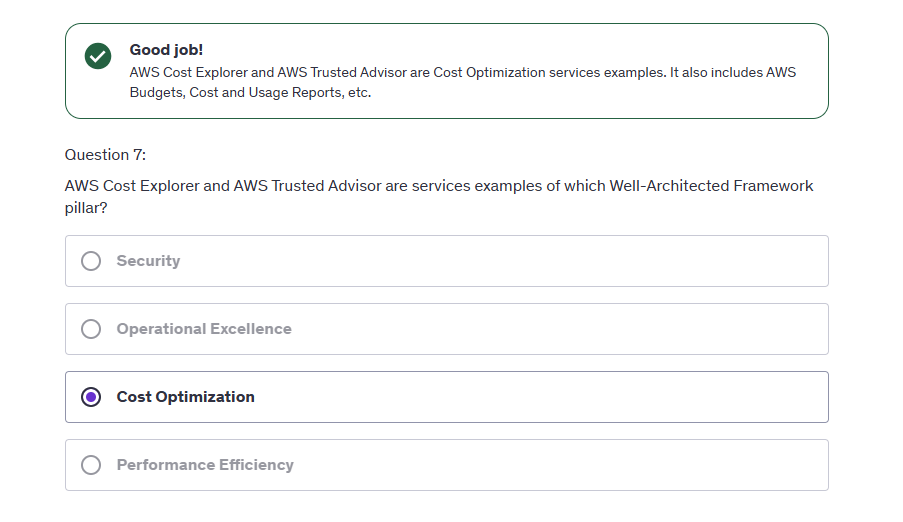 Good job!
AWS Cost Explorer and AWS Trusted Advisor are Cost Optimization services examples. It also includes AWS
Budgets, Cost and Usage Reports, etc.
Question 7:
AWS Cost Explorer and AWS Trusted Advisor are services examples of which Well-Architected Framework
pillar?
Security
Operational Excellence
Cost Optimization
Performance Efficiency